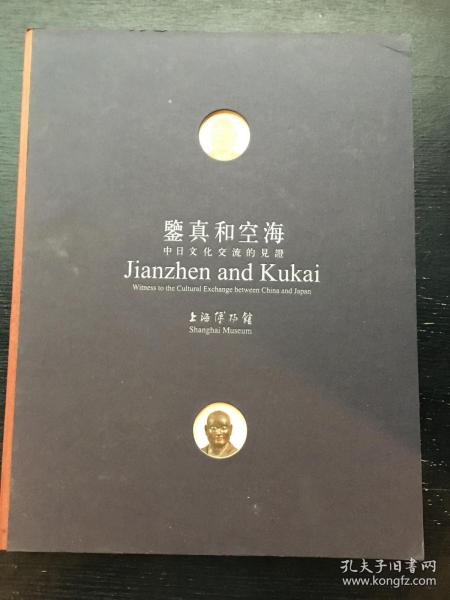 鑒真和空海
中日文化交流的見證
Jianzhen and Kukai
Witness to the Cultural Exchange between China and Japan
上海博物館
Shanghai Museum
孔夫子旧书网
www.kongfz.com